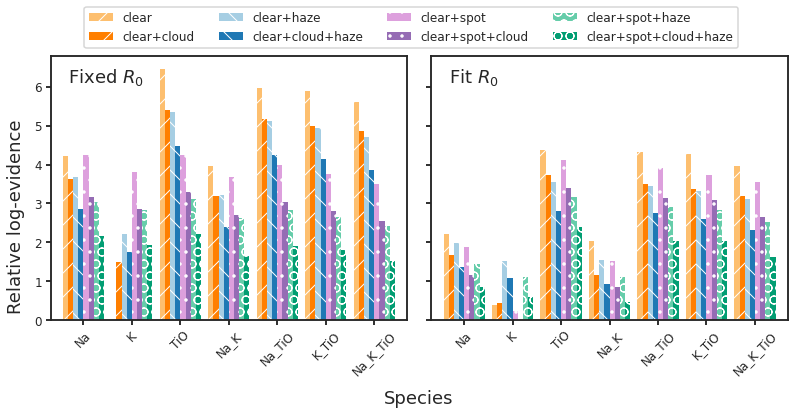 clear clear+haze clear+spot clear+spot+haze
clear+cloud clear+cloud+haze clear+spot+cloud clear+spot+cloud+haze
Fixed R₀ Fit R₀
Relative log-evidence
6
5
4
3
2
1
0
Na K TiO Na_K Na_TiO K_TiO Na_K_TiO Na K TiO Na_K Na_TiO K_TiO Na_K_TiO
Species